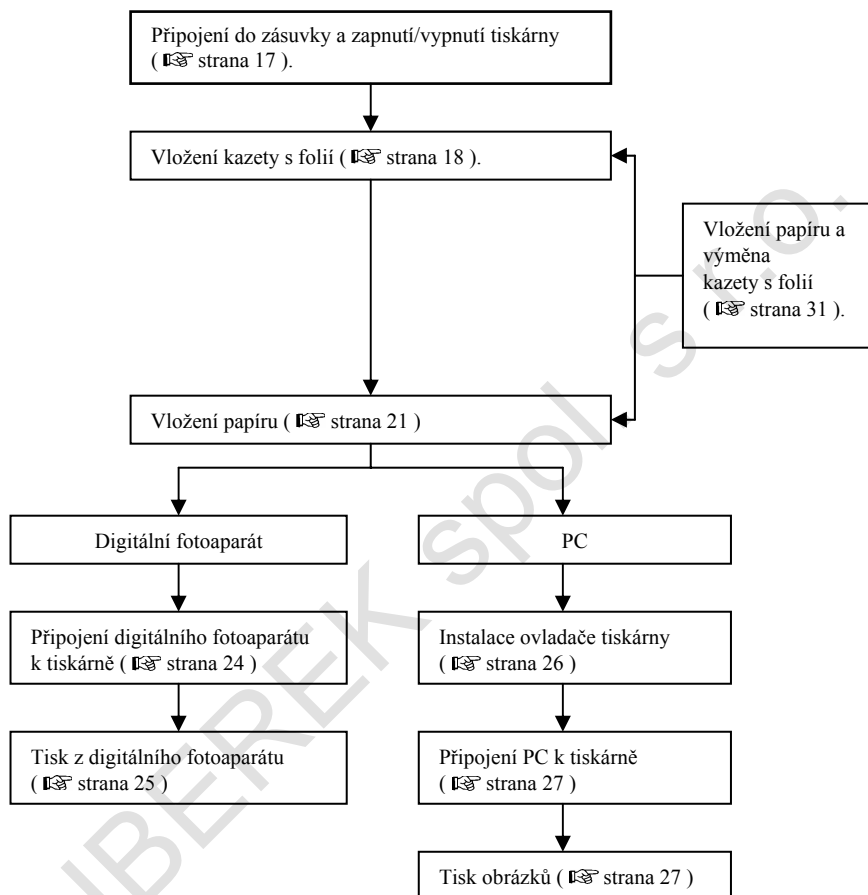 Připojení do zásuvky a zapnutí/vypnutí tiskárny
( ☞ strana 17 ).
Vložení kazety s folií ( ☞ strana 18 ).
Vložení papíru a
výměna
kazety s folií
( ☞ strana 31 ).
Vložení papíru ( ☞ strana 21 )
Digitální fotoaparát
PC
Připojení digitálního fotoaparátu
k tiskárně ( ☞ strana 24 )
Instalace ovladače tiskárny
( ☞ strana 26 )
Tisk z digitálního fotoaparátu
( ☞ strana 25 )
Připojení PC k tiskárně
( ☞ strana 27 )
Tisk obrázků ( ☞ strana 27 )
IBEREK spol s r.o.